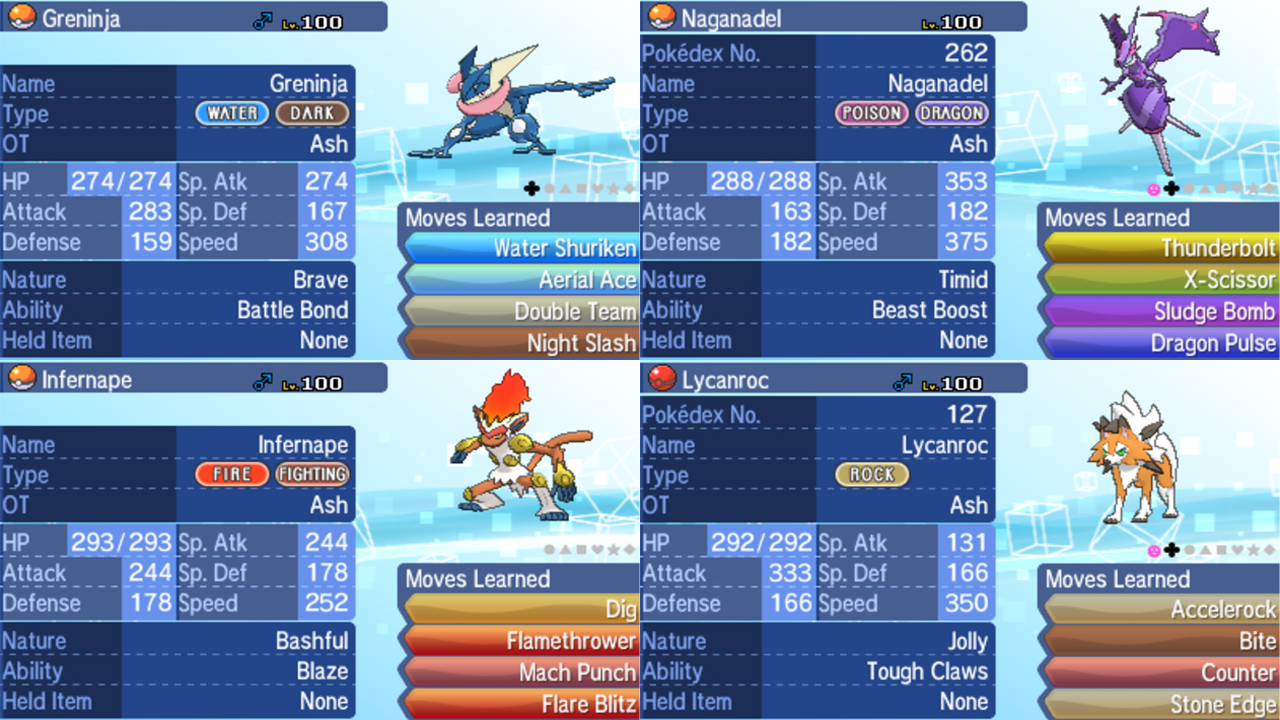 Greninja ♂ Lv.100
Name Greninja
Type WATER DARK
OT Ash
HP 274/274 Sp. Atk 274
Attack 283 Sp. Def 167
Defense 159 Speed 308
Nature Brave
Ability Battle Bond
Held Item None
Moves Learned
Water Shuriken
Aerial Ace
Double Team
Night Slash
Naganadel Lv.100
Pokédex No. 262
Name Naganadel
Type POISON DRAGON
OT Ash
HP 288/288 Sp. Atk 353
Attack 163 Sp. Def 182
Defense 182 Speed 375
Nature Timid
Ability Beast Boost
Held Item None
Moves Learned
Thunderbolt
X-Scissor
Sludge Bomb
Dragon Pulse
Infernape ♂ Lv.100
Name Infernape
Type FIRE FIGHTING
OT Ash
HP 293/293 Sp. Atk 244
Attack 244 Sp. Def 178
Defense 178 Speed 252
Nature Bashful
Ability Blaze
Held Item None
Moves Learned
Dig
Flamethrower
Mach Punch
Flare Blitz
Lycanroc ♂ Lv.100
Pokédex No. 127
Name Lycanroc
Type ROCK
OT Ash
HP 292/292 Sp. Atk 131
Attack 333 Sp. Def 166
Defense 166 Speed 350
Nature Jolly
Ability Tough Claws
Held Item None
Moves Learned
Accelerock
Bite
Counter
Stone Edge